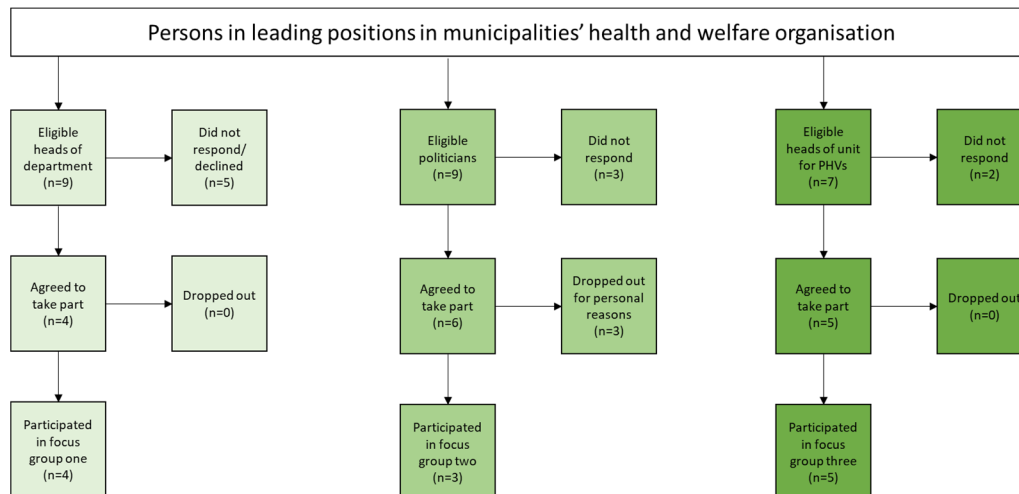 Persons in leading positions in municipalities' health and welfare organisation
Eligible
heads of
department
(n=9)
Did not
respond/
declined
(n=5)
Eligible
politicians
(n=9)
Did not
respond
(n=3)
Eligible
heads of unit
for PHVs
(n=7)
Did not
respond
(n=2)
Agreed to
take part
(n=4)
Dropped out
(n=0)
Agreed to
take part
(n=6)
Dropped out
for personal
reasons
(n=3)
Agreed to
take part
(n=5)
Dropped out
(n=0)
Participated
in focus
group one
(n=4)
Participated
in focus
group two
(n=3)
Participated
in focus
group three
(n=5)